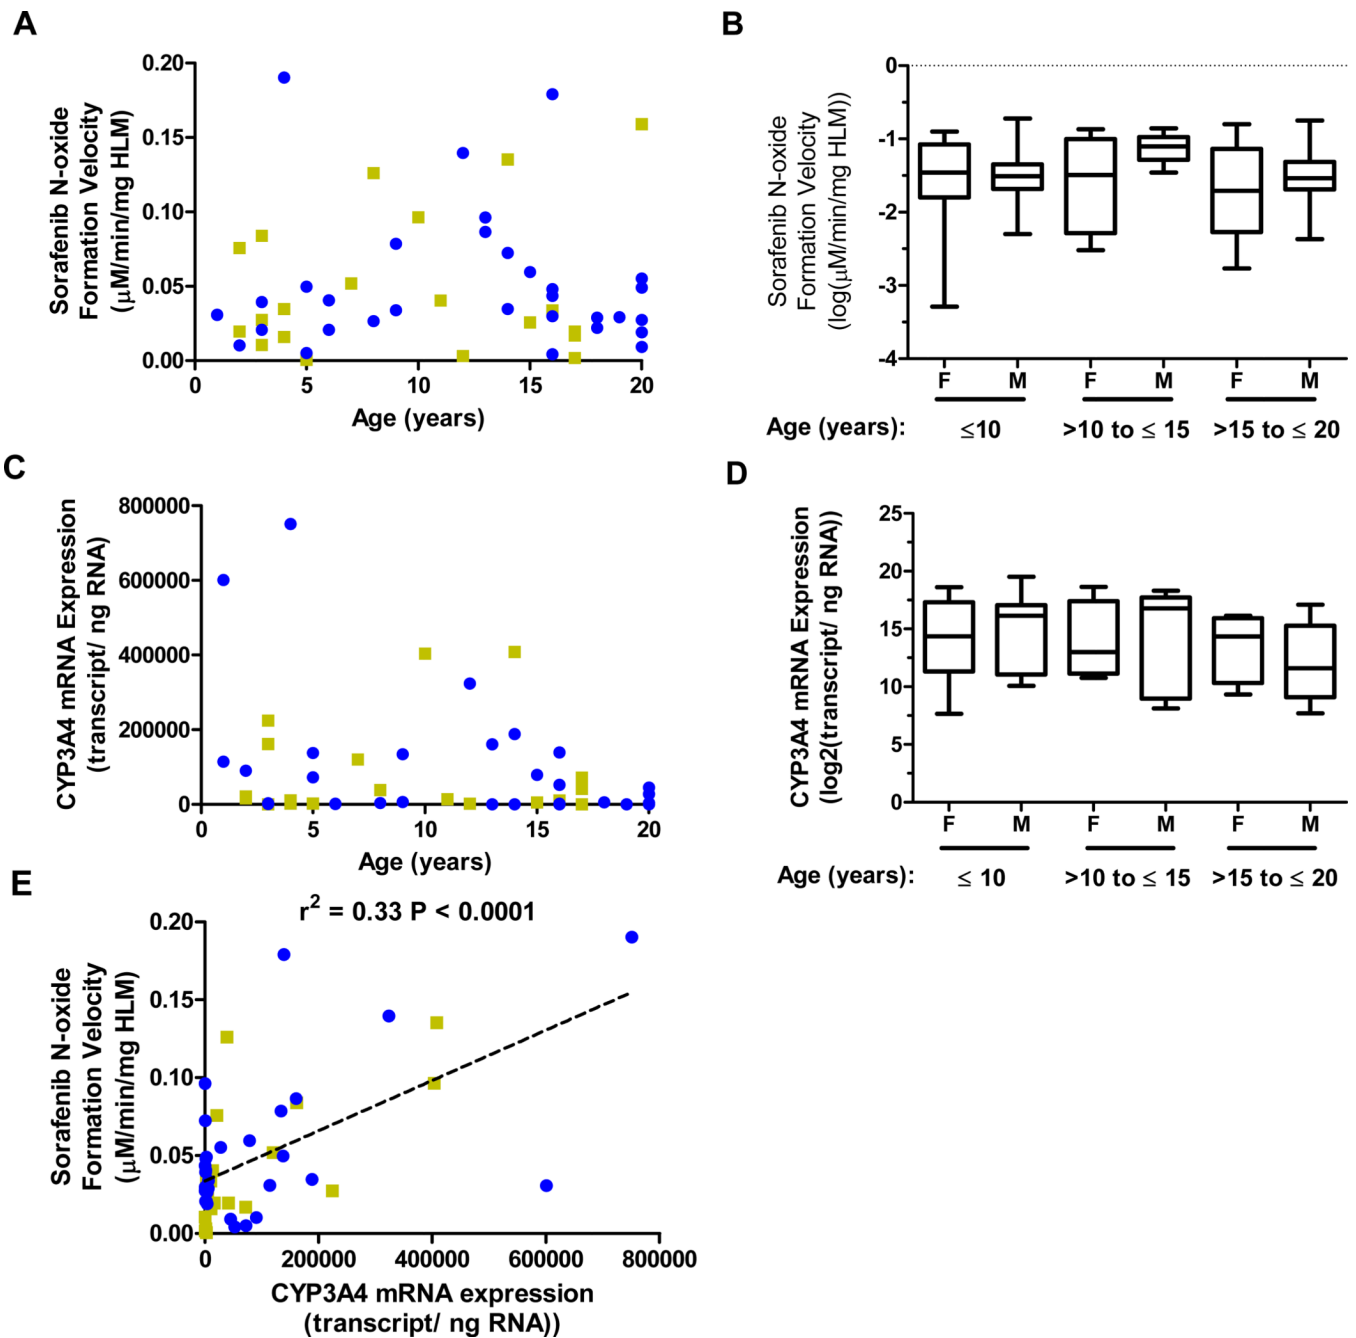 A
Sorafenib N-oxide
Formation Velocity
(μM/min/mg HLM)
0.20
0.15
0.10
0.05
0.00
0 5 10 15 20
Age (years)
B
Sorafenib N-oxide
Formation Velocity
(log(μM/min/mg HLM))
0
-1
-2
-3
-4
F M F M F M
Age (years): ≤10 >10 to ≤ 15 >15 to ≤ 20
C
CYP3A4 mRNA Expression
(transcript/ ng RNA)
800000
600000
400000
200000
0
0 5 10 15 20
Age (years)
D
CYP3A4 mRNA Expression
(log2(transcript/ ng RNA))
25
20
15
10
5
0
F M F M F M
Age (years): ≤ 10 >10 to ≤ 15 >15 to ≤ 20
E
r² = 0.33 P < 0.0001
Sorafenib N-oxide
Formation Velocity
(μM/min/mg HLM)
0.20
0.15
0.10
0.05
0.00
0 200000 400000 600000 800000
CYP3A4 mRNA expression
(transcript/ ng RNA))